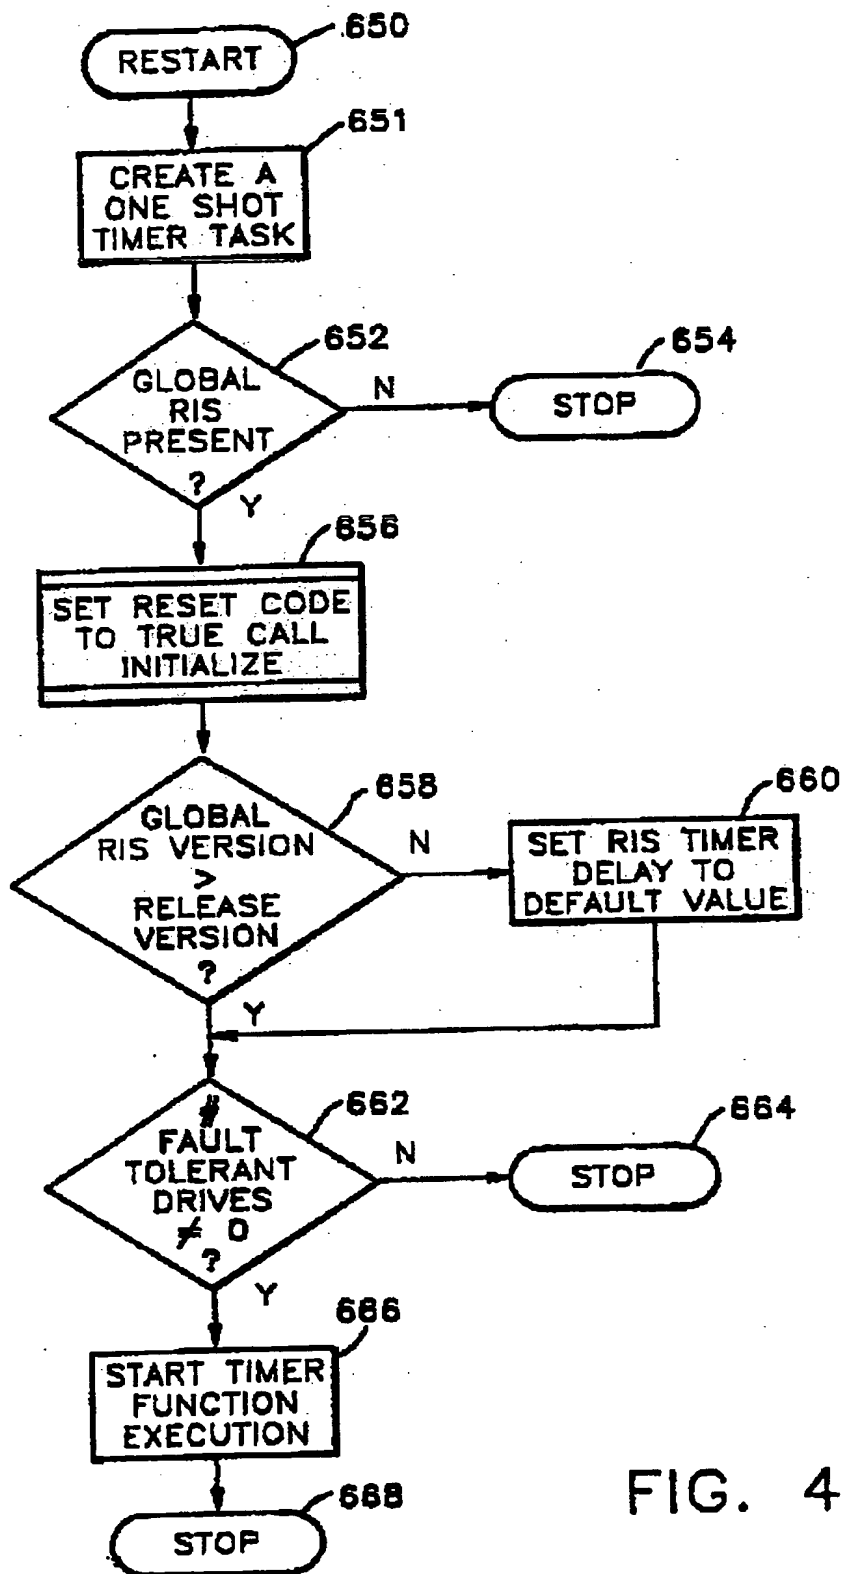 650
RESTART
651
CREATE A
ONE SHOT
TIMER TASK
652
GLOBAL
RIS
PRESENT
?
N
Y
654
STOP
656
SET RESET CODE
TO TRUE CALL
INITIALIZE
658
GLOBAL
RIS VERSION
>
RELEASE
VERSION
?
N
Y
660
SET RIS TIMER
DELAY TO
DEFAULT VALUE
662
#
FAULT
TOLERANT
DRIVES
≠ 0
?
N
Y
664
STOP
666
START TIMER
FUNCTION
EXECUTION
668
STOP
FIG. 4